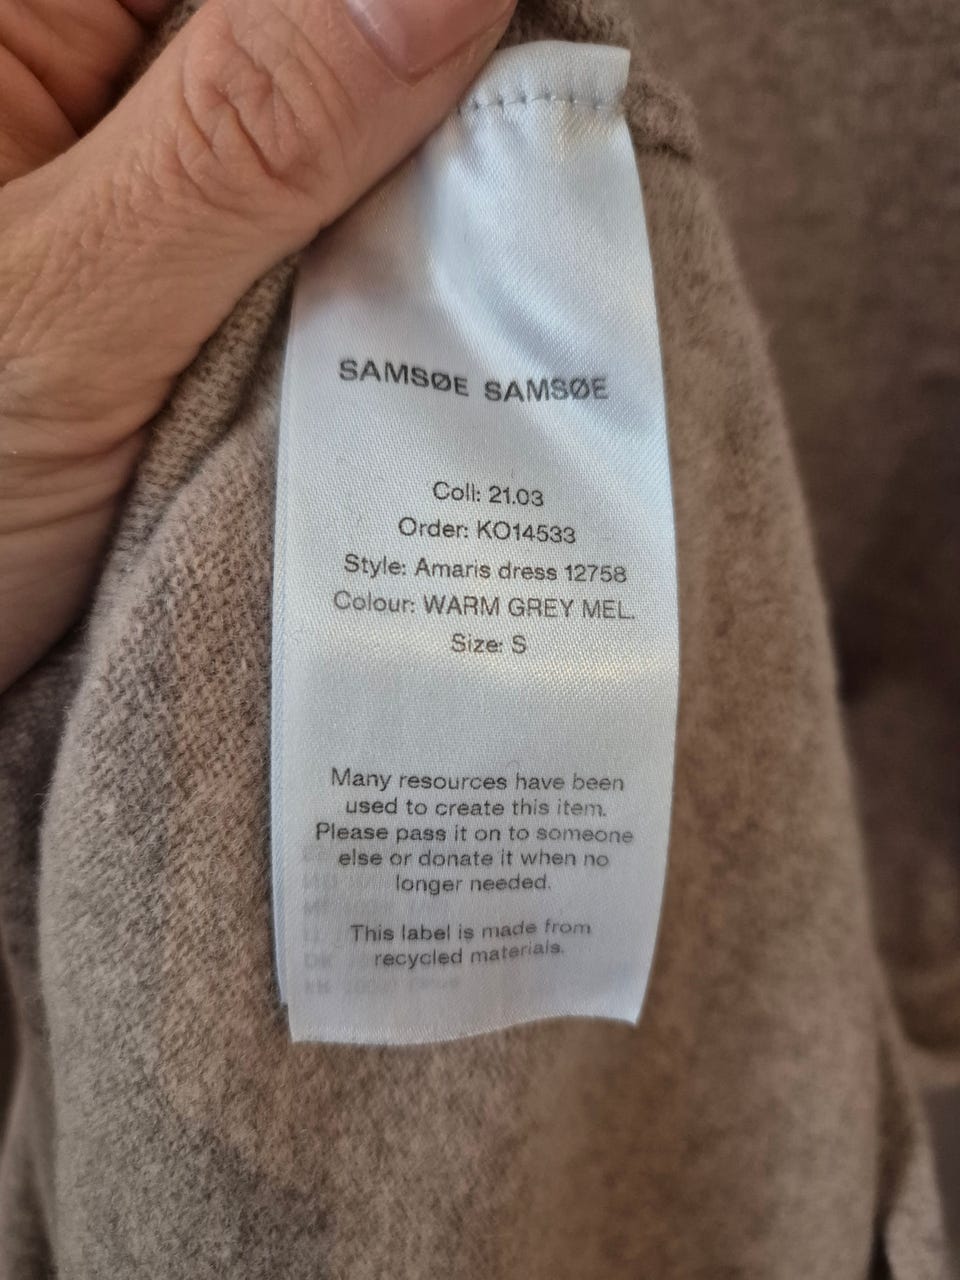 SAMSØE SAMSØE
Coll: 21.03
Order: KO14533
Style: Amaris dress 12758
Colour: WARM GREY MEL.
Size: S
Many resources have been
used to create this item.
Please pass it on to someone
else or donate it when no
longer needed.
This label is made from
recycled materials.